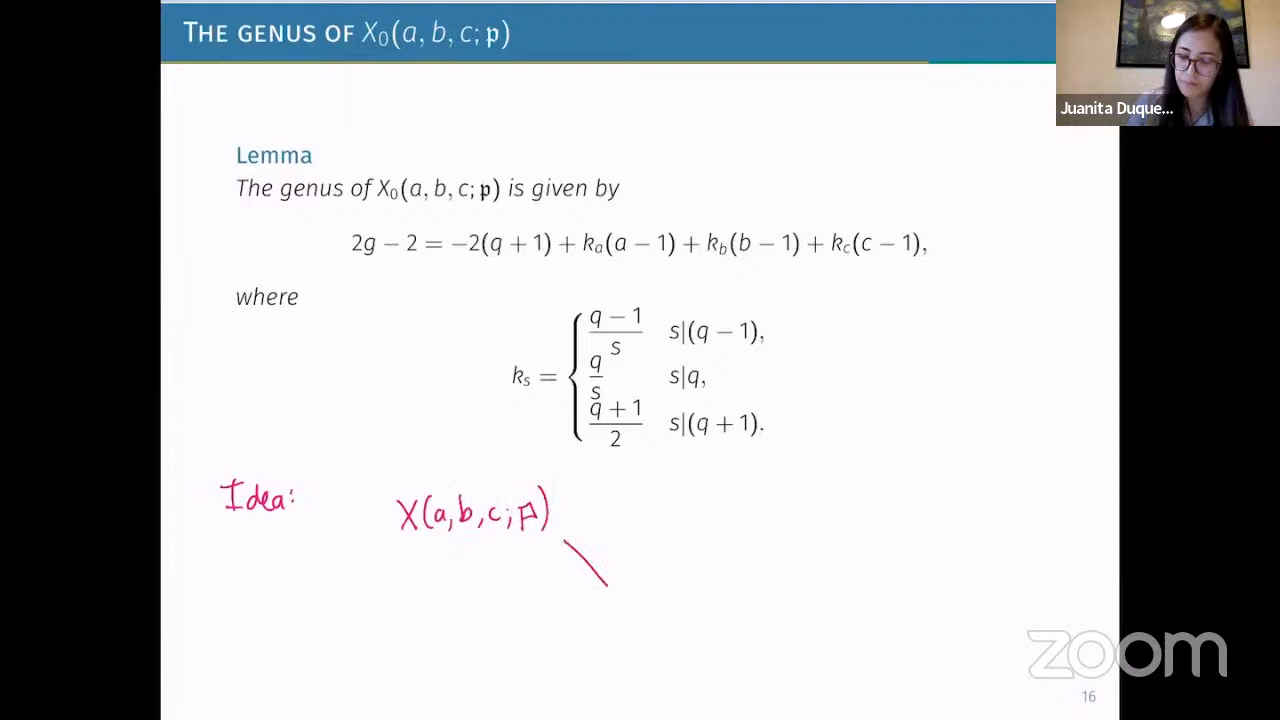 THE GENUS OF X₀(a, b, c; 𝔭)
Juanita Duque...
Lemma
The genus of X₀(a, b, c; 𝔭) is given by
2g − 2 = −2(q + 1) + kₐ(a − 1) + k_b(b − 1) + k_c(c − 1),
where
k_s = { (q − 1)/s   s|(q − 1),
q/s   s|q,
(q + 1)/2   s|(q + 1).
Idea: X(a,b,c;𝔭)
zoom
16